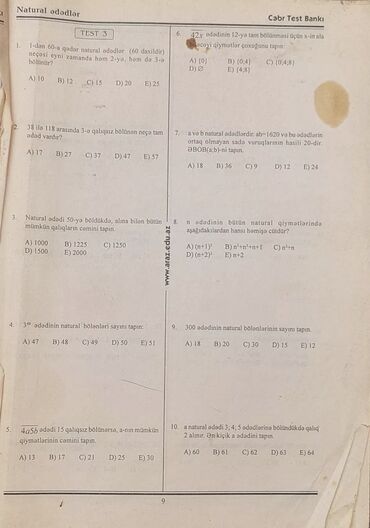 Natural ədədlər
Cəbr Test Bankı
TEST 3
1. 1-dən 60-a qədər natural ədədlər (60 daxildir)
neçəsi eyni zamanda həm 2-yə, həm də 3-ə
bölünür?
A) 10 B) 12 C) 15 D) 20 E) 25
2. 38 ilə 118 arasında 3-ə qalıqsız bölünən neçə tam
ədəd vardır?
A) 17 B) 27 C) 37 D) 47 E) 57
3. Natural ədədi 50-yə böldükdə, alına bilən bütün
mümkün qalıqların cəmini tapın.
A) 1000 B) 1225 C) 1250
D) 1500 E) 2000
4. ədədinin natural bölənləri sayını tapın:
A) 47 B) 48 C) 49 D) 50 E) 51
5. 4a5b ədədi 15 qalıqsız bölünərsə, a-nın mümkün
qiymətlərinin cəmini tapın.
A) 13 B) 17 C) 21 D) 25 E) 30
www.araz.edu.az
6. 42x ədədinin 12-yə tam bölünməsi üçün x-in ala
biləcəyi qiymətlər çoxluğunu tapın:
A) {0} B) {0;4} C) {0;4;8}
D) ∅ E) {4;8}
7. a və b natural ədədlərdir. ab=1620 və bu ədədlərin
ortaq olmayan sadə vuruqlarının hasili 20-dir.
ƏBOB(a;b)-ni tapın.
A) 18 B) 36 C) 9 D) 12 E) 24
8. n ədədinin bütün natural qiymətlərində
aşağıdakılardan hansı həmişə cütdür?
A) (n+1)² B) n³+n²+n+1 C) n²+n
D) (n+2)² E) n+2
9. 300 ədədinin natural bölənlərinin sayını tapın.
A) 18 B) 20 C) 30 D) 15 E) 12
10. a natural ədədi 3; 4; 5 ədədlərinə bölündükdə qalıq
2 alınır. Ən kiçik a ədədini tapın.
A) 60 B) 61 C) 62 D) 63 E) 64
9